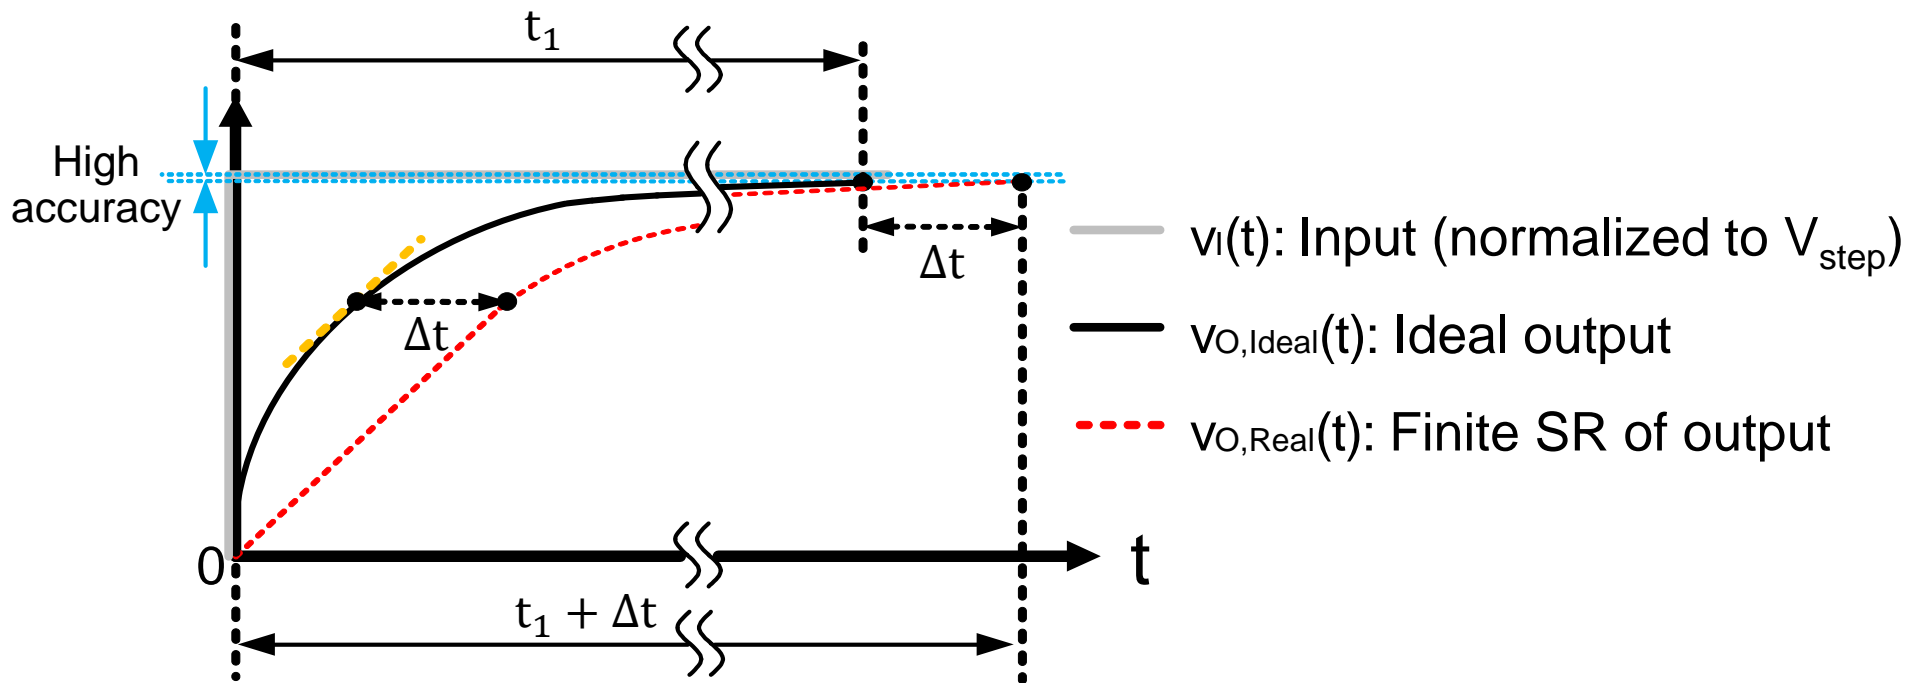 t₁
High
accuracy
Δt
Δt
0
t
t₁ + Δt
vI(t): Input (normalized to Vstep)
vO,Ideal(t): Ideal output
vO,Real(t): Finite SR of output